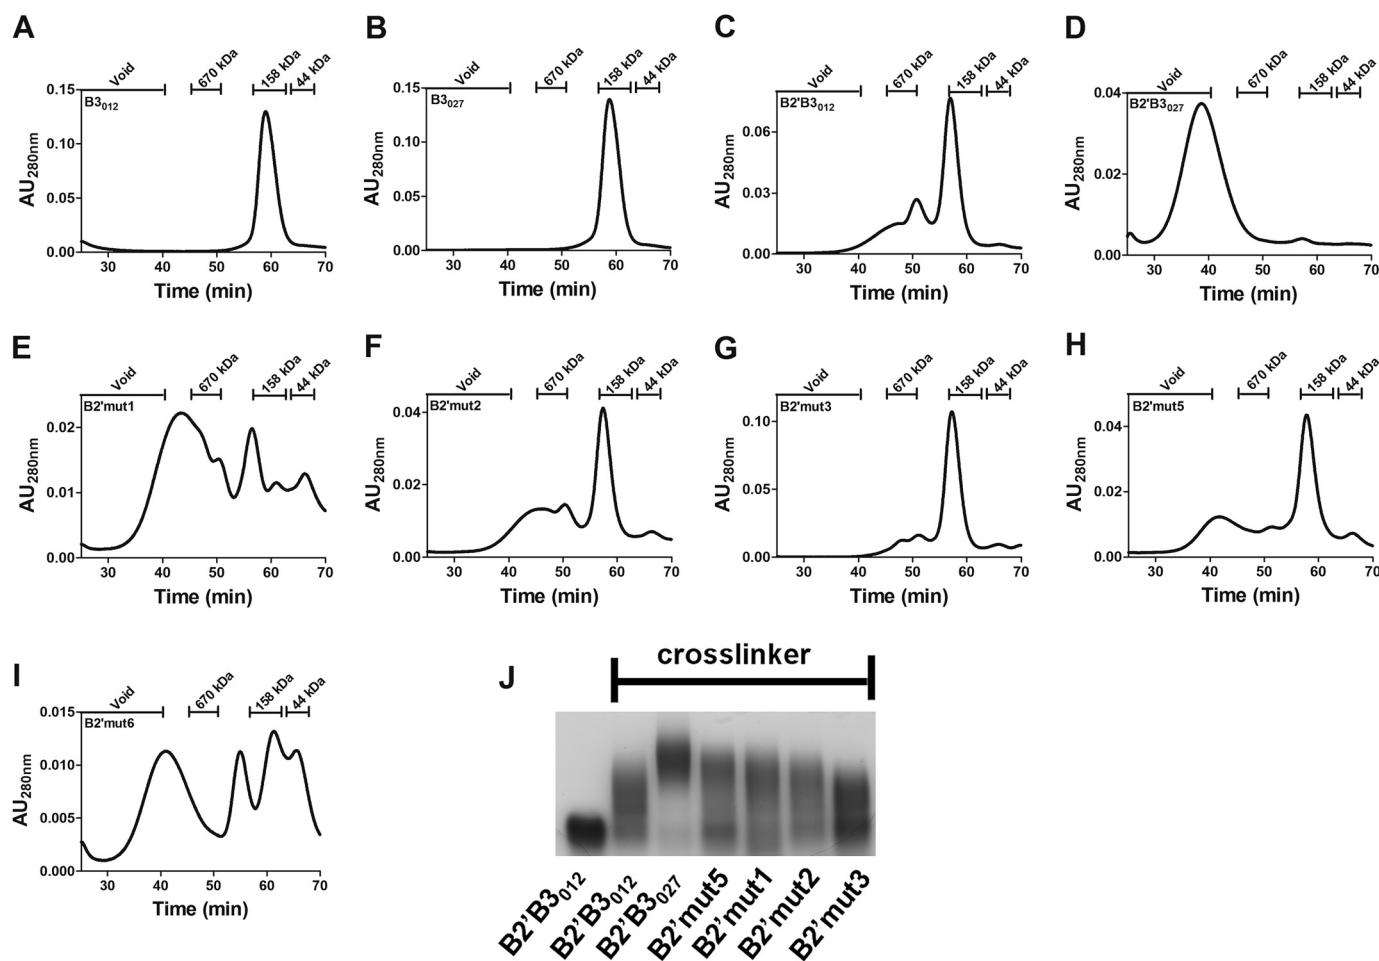 A
Void
670 kDa
158 kDa
44 kDa
0.15
B3₀₁₂
0.10
0.05
0.00
AU280nm
30 40 50 60 70
Time (min)
B
Void
670 kDa
158 kDa
44 kDa
0.15
B3₀₂₇
0.10
0.05
0.00
AU280nm
30 40 50 60 70
Time (min)
C
Void
670 kDa
158 kDa
44 kDa
B2'B3₀₁₂
0.06
0.03
0.00
AU280nm
30 40 50 60 70
Time (min)
D
Void
670 kDa
158 kDa
44 kDa
0.04
B2'B3₀₂₇
0.02
0.00
AU280nm
30 40 50 60 70
Time (min)
E
Void
670 kDa
158 kDa
44 kDa
B2'mut1
0.02
0.01
0.00
AU280nm
30 40 50 60 70
Time (min)
F
Void
670 kDa
158 kDa
44 kDa
B2'mut2
0.04
0.02
0.00
AU280nm
30 40 50 60 70
Time (min)
G
Void
670 kDa
158 kDa
44 kDa
B2'mut3
0.10
0.05
0.00
AU280nm
30 40 50 60 70
Time (min)
H
Void
670 kDa
158 kDa
44 kDa
B2'mut5
0.04
0.02
0.00
AU280nm
30 40 50 60 70
Time (min)
I
Void
670 kDa
158 kDa
44 kDa
0.015
B2'mut6
0.010
0.005
0.000
AU280nm
30 40 50 60 70
Time (min)
J
crosslinker
B2'B3₀₁₂
B2'B3₀₁₂
B2'B3₀₂₇
B2'mut5
B2'mut1
B2'mut2
B2'mut3